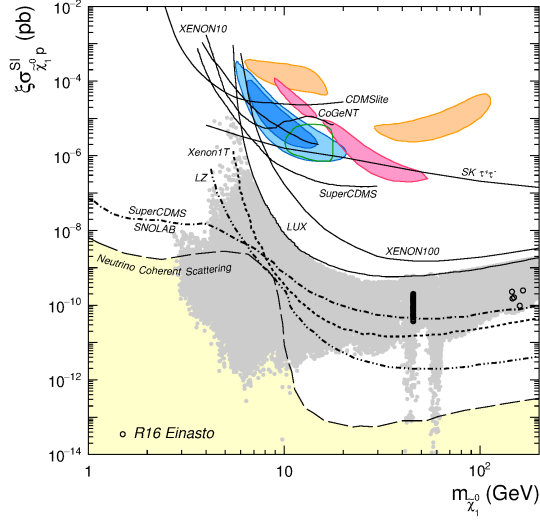 ξσ^SI_χ̃⁰₁ p (pb)
10⁻²
10⁻⁴
10⁻⁶
10⁻⁸
10⁻¹⁰
10⁻¹²
10⁻¹⁴
XENON10
CDMSlite
CoGeNT
Xenon1T
LZ
SK τ⁺τ⁻
SuperCDMS
SuperCDMS
SNOLAB
LUX
XENON100
Neutrino Coherent Scattering
R16 Einasto
1
10
10²
m_χ̃⁰₁ (GeV)